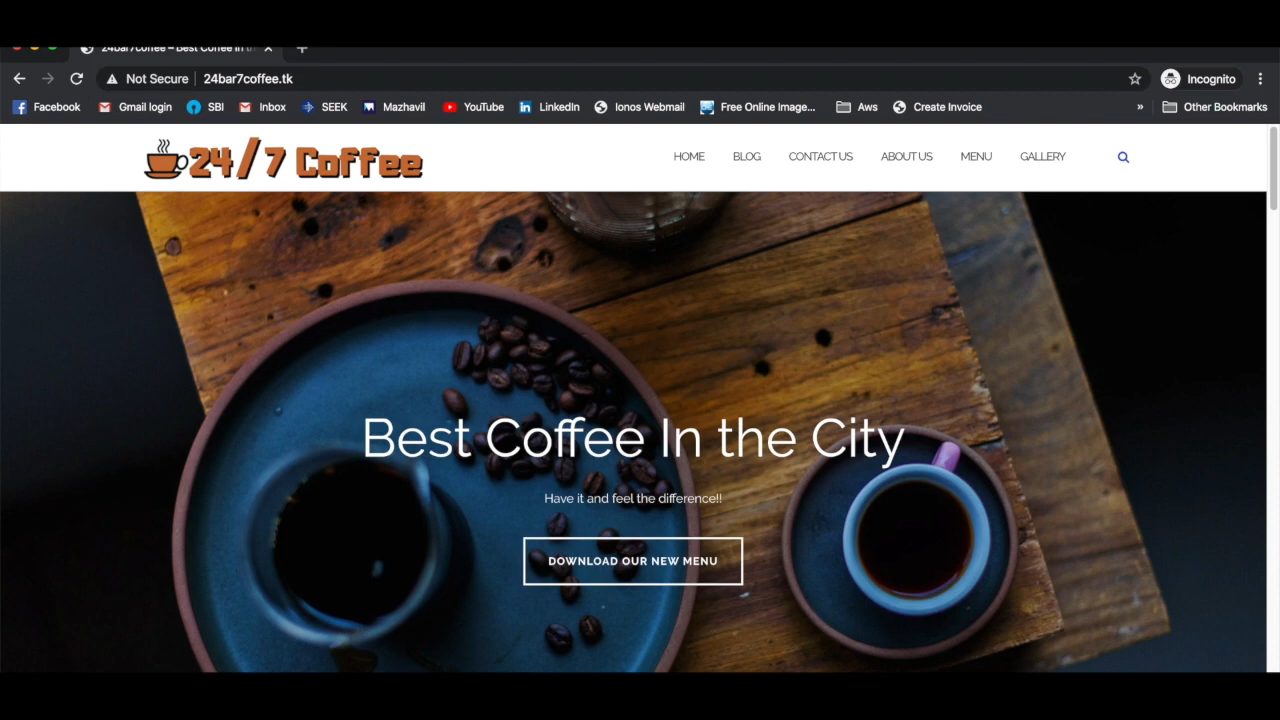 24bar7coffee – Best Coffee In t
Not Secure 24bar7coffee.tk Incognito
Facebook Gmail login SBI Inbox SEEK Mazhavil YouTube LinkedIn Ionos Webmail Free Online Image... Aws Create Invoice » Other Bookmarks
24/7 Coffee HOME BLOG CONTACT US ABOUT US MENU GALLERY
Best Coffee In the City
Have it and feel the difference!!
DOWNLOAD OUR NEW MENU